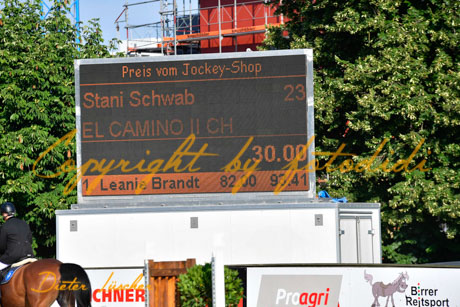 Preis vom Jockey-Shop
Stani Schwab 23
EL CAMINO II CH
30.00
1 Leanie Brandt 82.00 93.41
Copyright by fotodidi
CHNER
Proagri
Birrer
Reitsport